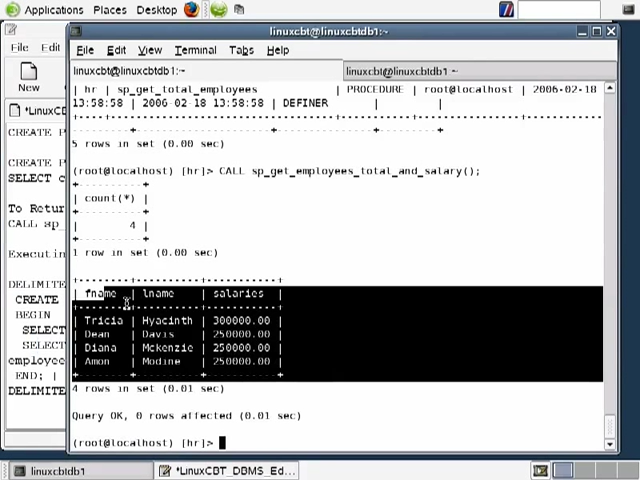 Applications Places Desktop
linuxcbt@linuxcbtdb1:~
File Edit
File Edit View Terminal Tabs Help
linuxcbt@linuxcbtdb1:~ linuxcbt@linuxcbtdb1 ~
New
*LinuxCB
| hr | sp_get_total_employees | PROCEDURE | root@localhost | 2006-02-18
13:58:58 | 2006-02-18 13:58:58 | DEFINER | |
CREATE P
5 rows in set (0.00 sec)
CREATE P
SELECT c
(root@localhost) [hr]> CALL sp_get_employees_total_and_salary();
| count(*) |
To Retur
CALL sp_
| 4 |
Executin
1 row in set (0.00 sec)
DELIMITE
| fname | lname | salaries |
CREATE
BEGIN
| Tricia | Hyacinth | 300000.00 |
SELECT
| Dean | Davis | 250000.00 |
SELECT
| Diana | Mckenzie | 250000.00 |
employee
| Amon | Modine | 250000.00 |
END; |
DELIMITE
4 rows in set (0.01 sec)
Query OK, 0 rows affected (0.01 sec)
(root@localhost) [hr]>
linuxcbtdb1 *LinuxCBT_DBMS_Ed...